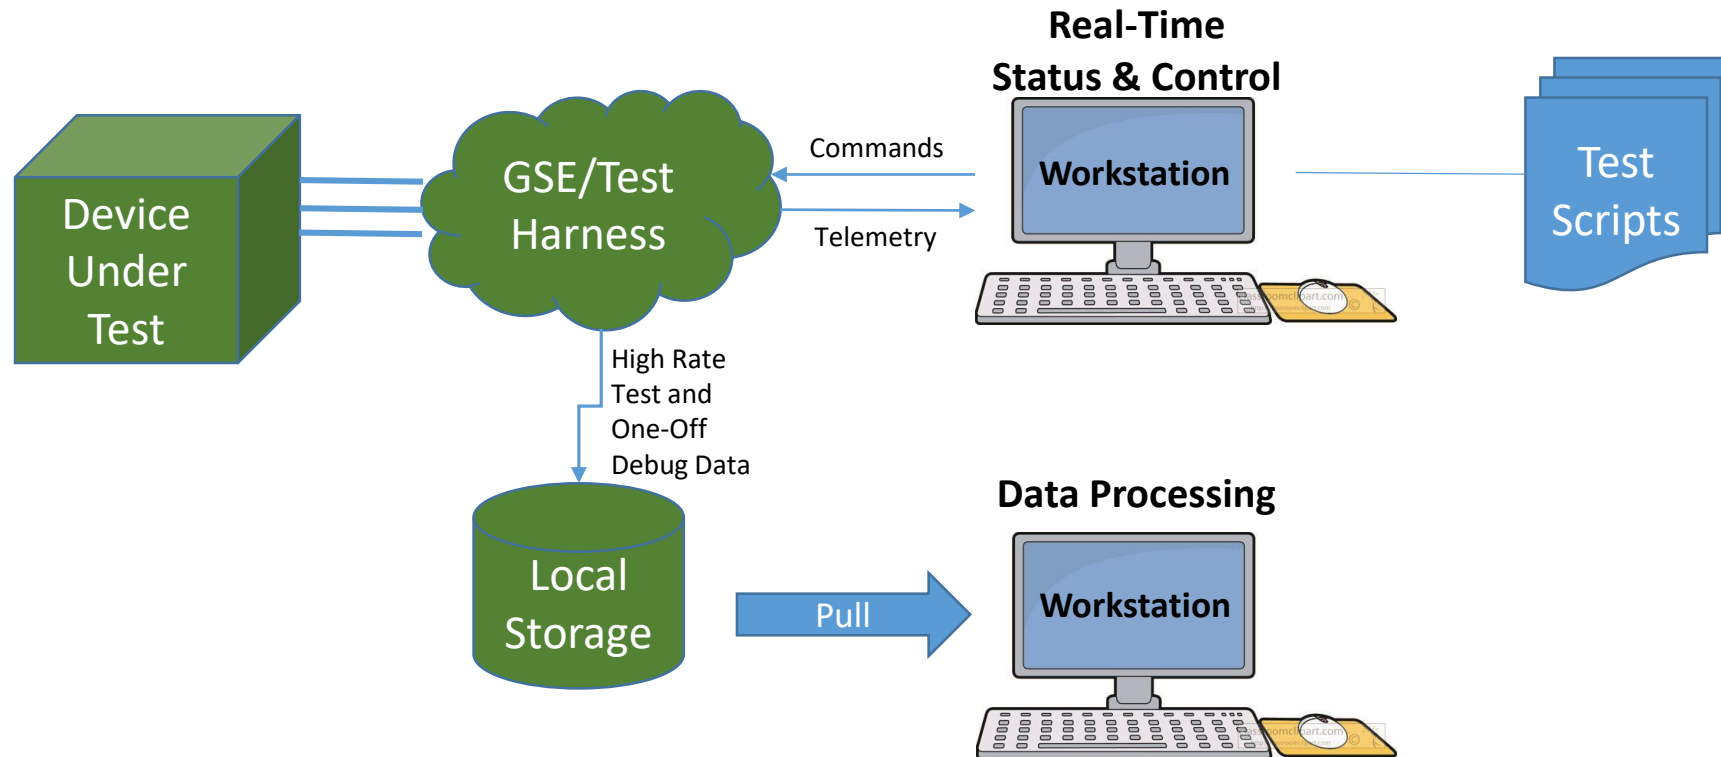 Real-Time
Status & Control
Device
Under
Test
GSE/Test
Harness
Commands
Telemetry
Workstation
Test
Scripts
High Rate
Test and
One-Off
Debug Data
Local
Storage
Pull
Data Processing
Workstation